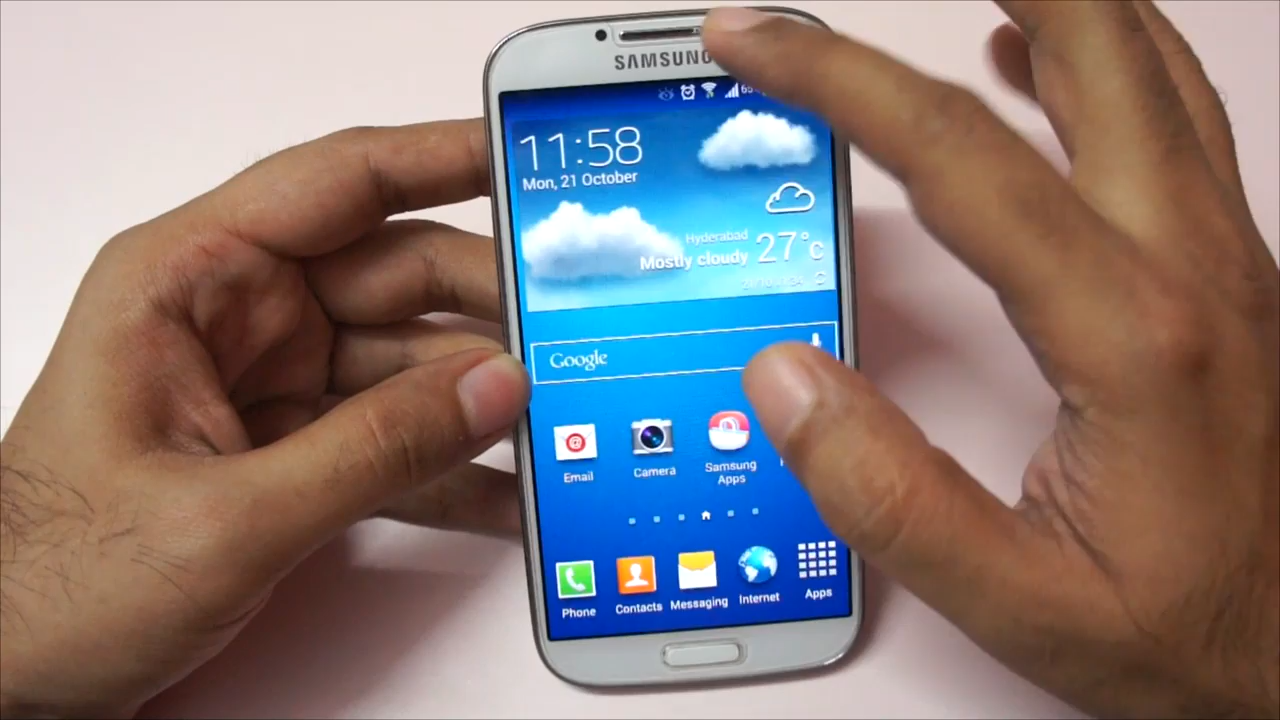 SAMSUNG
65
11:58
Mon, 21 October
Hyderabad
Mostly cloudy
27°c
Google
Email
Camera
Samsung
Apps
Phone
Contacts
Messaging
Internet
Apps